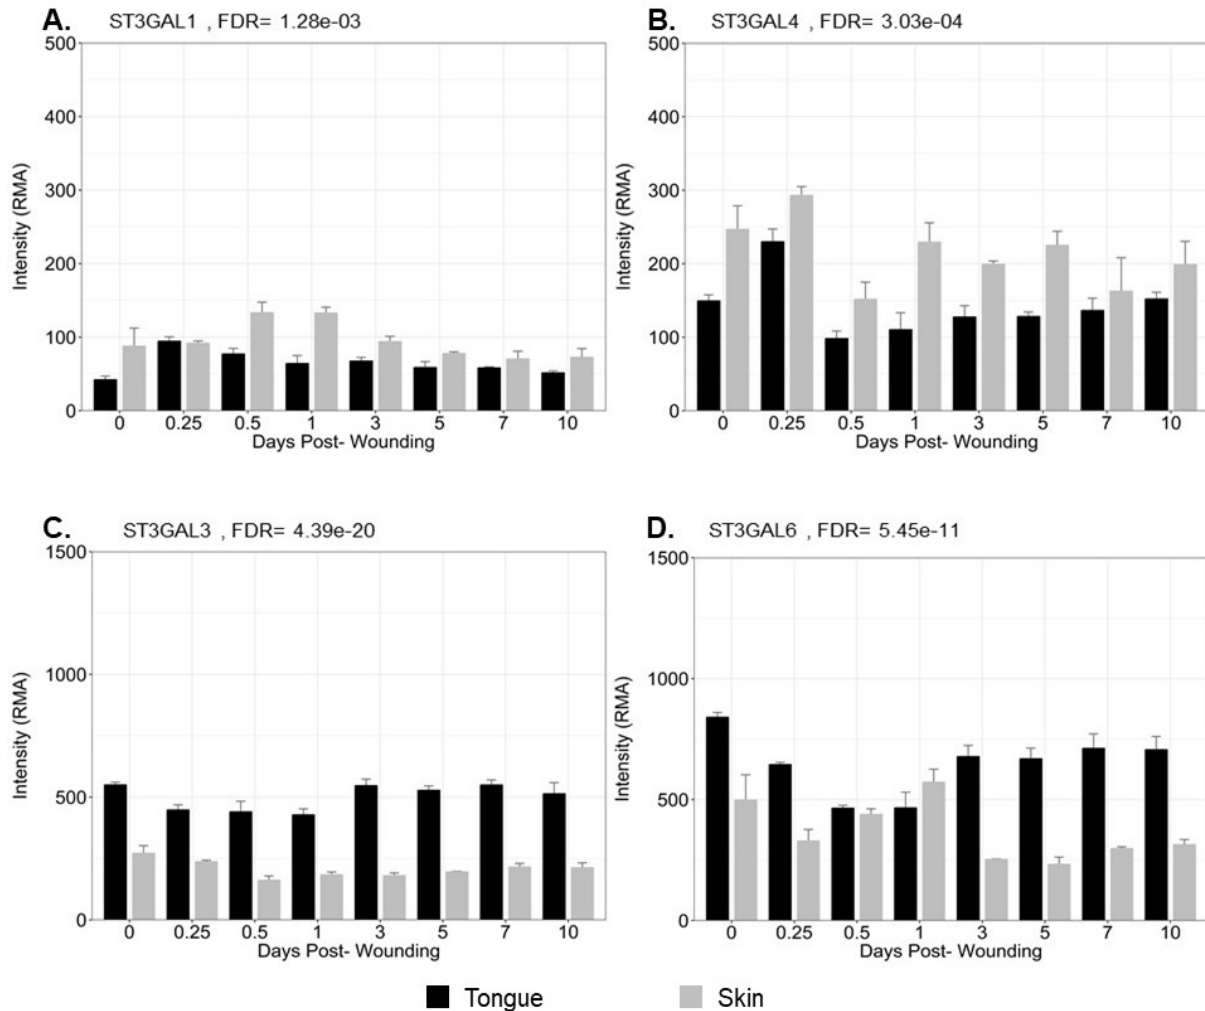 A. ST3GAL1 , FDR= 1.28e-03
500
400
300
200
100
0
Intensity (RMA)
0 0.25 0.5 1 3 5 7 10
Days Post- Wounding
B. ST3GAL4 , FDR= 3.03e-04
500
400
300
200
100
0
Intensity (RMA)
0 0.25 0.5 1 3 5 7 10
Days Post- Wounding
C. ST3GAL3 , FDR= 4.39e-20
1500
1000
500
0
Intensity (RMA)
0 0.25 0.5 1 3 5 7 10
Days Post- Wounding
D. ST3GAL6 , FDR= 5.45e-11
1500
1000
500
0
Intensity (RMA)
0 0.25 0.5 1 3 5 7 10
Days Post- Wounding
Tongue Skin